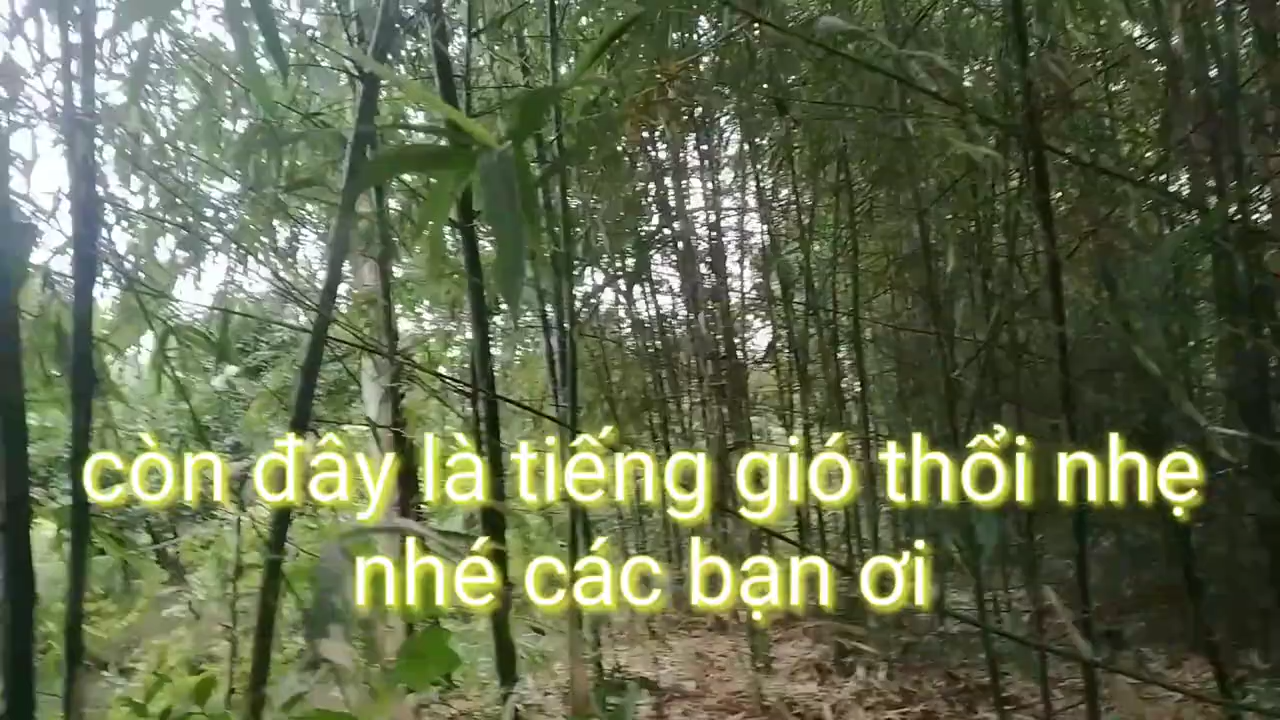 còn đây là tiếng gió thổi nhẹ
nhé các bạn ơi